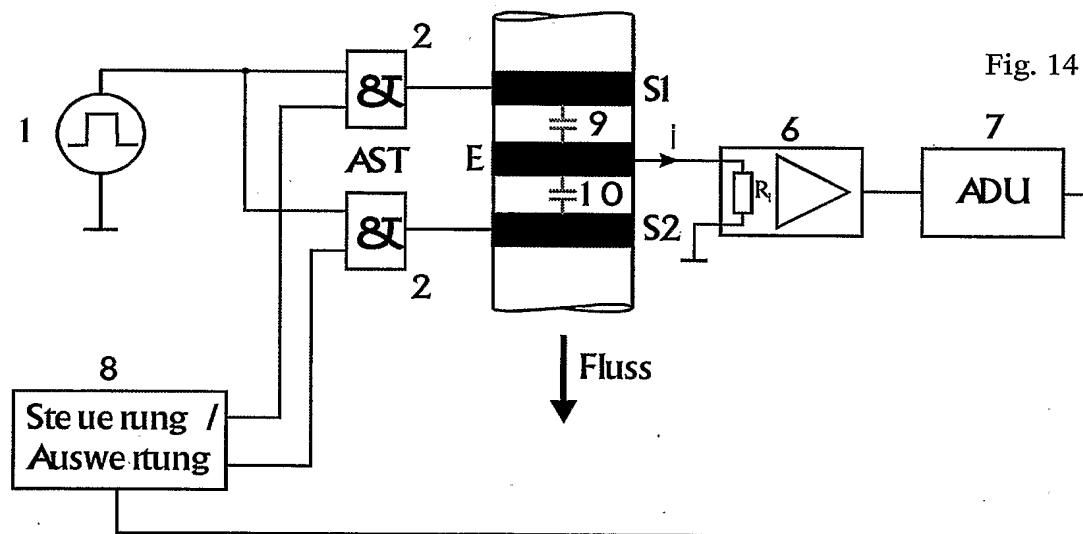 2
Fig. 14
&
S1
1
9
6
7
AST
E
i
R
i
ADU
10
&
S2
2
Fluss
8
Steuerung /
Auswertung